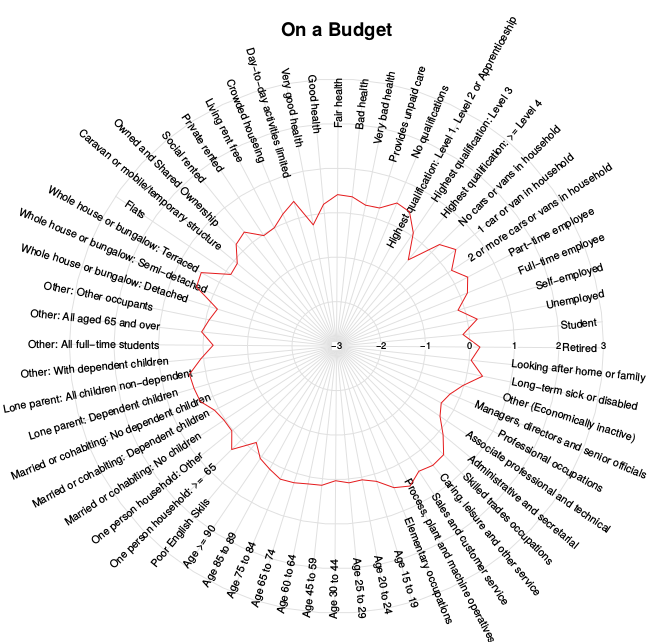 On a Budget
Fair health
Bad health
Very bad health
Provides unpaid care
No qualifications
Highest qualification: Level 1, Level 2 or Apprenticeship
Highest qualification: Level 3
Highest qualification: >= Level 4
No cars or vans in household
1 car or van in household
2 or more cars or vans in household
Part-time employee
Full-time employee
Self-employed
Unemployed
Student
Retired
Looking after home or family
Long-term sick or disabled
Other (Economically inactive)
Managers, directors and senior officials
Professional occupations
Associate professional and technical
Administrative and secretarial
Skilled trades occupations
Caring, leisure and other service
Sales and customer service
Process, plant and machine operatives
Elementary occupations
Age 15 to 19
Age 20 to 24
Age 25 to 29
Age 30 to 44
Age 45 to 59
Age 60 to 64
Age 65 to 74
Age 75 to 84
Age 85 to 89
Age >= 90
Poor English Skils
One person household: >= 65
One person household: Other
Married or cohabiting: No children
Married or cohabiting: Dependent children
Married or cohabiting: No dependent children
Lone parent: Dependent children
Lone parent: All children non-dependent
Other: With dependent children
Other: All full-time students
Other: All aged 65 and over
Other: Other occupants
Whole house or bungalow: Detached
Whole house or bungalow: Semi-detached
Whole house or bungalow: Terraced
Flats
Caravan or mobile/temporary structure
Owned and Shared Ownership
Social rented
Private rented
Living rent free
Crowded houseing
Day-to-day activities limited
Very good health
Good health
-3 -2 -1 0 1 2 3